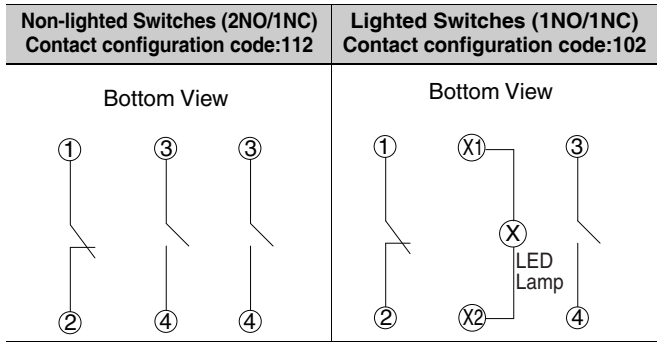 Non-lighted Switches (2NO/1NC)
Contact configuration code:112
Lighted Switches (1NO/1NC)
Contact configuration code:102
Bottom View
1 3 3
2 4 4
Bottom View
1 X1 3
X
LED
Lamp
2 X2 4